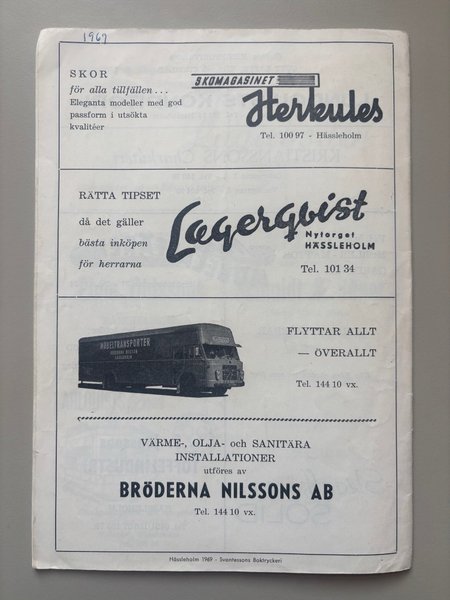 1969
SKOR
för alla tillfällen...
Eleganta modeller med god
passform i utsökta
kvalitéer
SKOMAGASINET
Herkules
Tel. 100 97 - Hässleholm
RÄTTA TIPSET
då det gäller
bästa inköpen
för herrarna
Lagerqvist
Nytorget
HÄSSLEHOLM
Tel. 101 34
MÖBELTRANSPORTER
BRÖDERNA NILSSON
HÄSSLEHOLM
FLYTTAR ALLT
— ÖVERALLT
Tel. 144 10 vx.
VÄRME-, OLJA- och SANITÄRA
INSTALLATIONER
utföres av
BRÖDERNA NILSSONS AB
Tel. 144 10 vx.
Hässleholm 1969 - Svantessons Boktryckeri